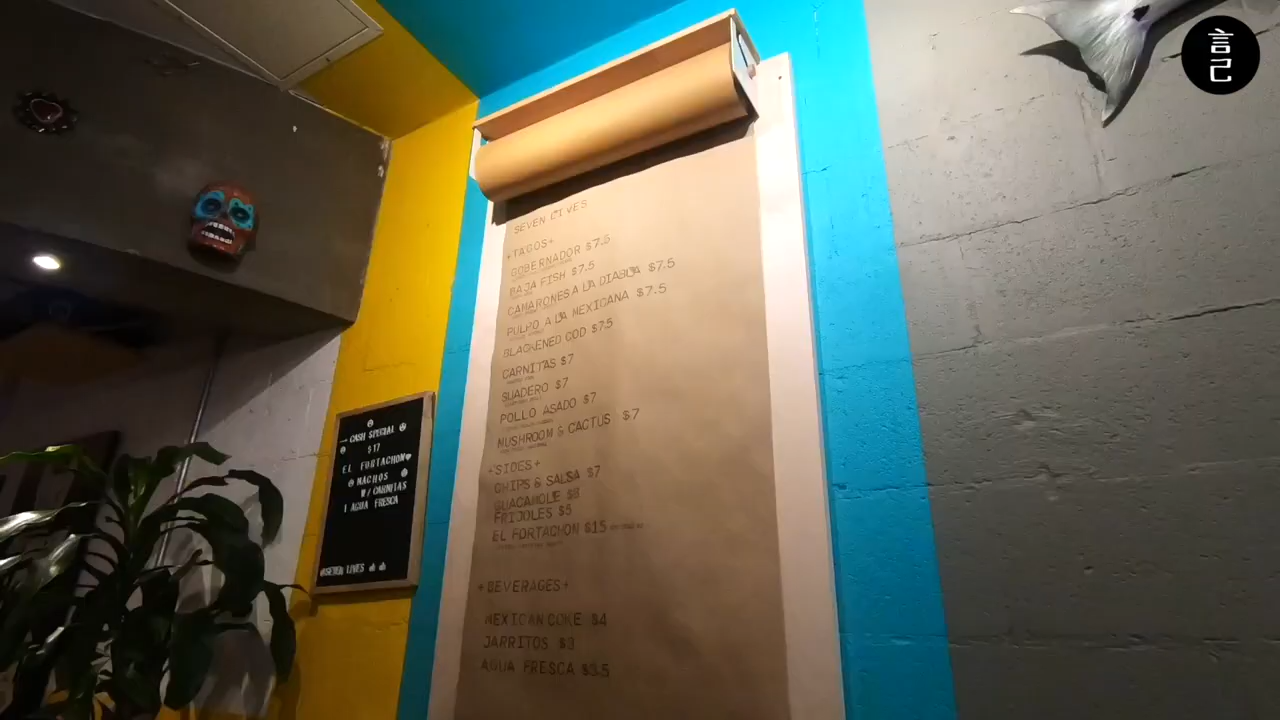 言
己
SEVEN LIVES
+TACOS+
GOBERNADOR $7.5
BAJA FISH $7.5
CAMARONES A LA DIABLA $7.5
PULPO A LA MEXICANA $7.5
BLACKENED COD $7.5
CARNITAS $7
SUADERO $7
POLLO ASADO $7
MUSHROOM & CACTUS $7
+SIDES+
CHIPS & SALSA $7
GUACAMOLE $8
FRIJOLES $5
EL FORTACHON $15
+BEVERAGES+
MEXICAN COKE $4
JARRITOS $3
AGUA FRESCA $3.5
CASH SPECIAL
$17
EL FORTACHON
NACHOS
W/ CARNITAS
1 AGUA FRESCA
@SEVEN LIVES